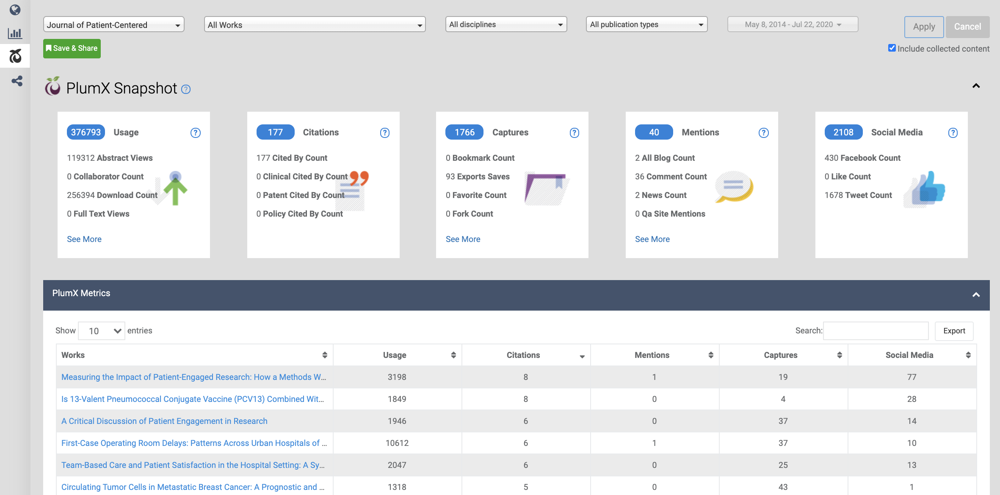 Journal of Patient-Centered
All Works
All disciplines
All publication types
May 8, 2014 - Jul 22, 2020
Apply
Cancel
Save & Share
Include collected content
PlumX Snapshot ?
376793 Usage ?
119312 Abstract Views
0 Collaborator Count
256394 Download Count
0 Full Text Views
See More
177 Citations ?
177 Cited By Count
0 Clinical Cited By Count
0 Patent Cited By Count
0 Policy Cited By Count
1766 Captures ?
0 Bookmark Count
93 Exports Saves
0 Favorite Count
0 Fork Count
See More
40 Mentions ?
2 All Blog Count
36 Comment Count
2 News Count
0 Qa Site Mentions
See More
2108 Social Media ?
430 Facebook Count
0 Like Count
1678 Tweet Count
PlumX Metrics
Show 10 entries
Search:
Export
Works Usage Citations Mentions Captures Social Media
Measuring the Impact of Patient-Engaged Research: How a Methods W... 3198 8 1 19 77
Is 13-Valent Pneumococcal Conjugate Vaccine (PCV13) Combined Wit... 1849 8 0 4 28
A Critical Discussion of Patient Engagement in Research 1946 6 0 37 14
First-Case Operating Room Delays: Patterns Across Urban Hospitals of ... 10612 6 1 37 10
Team-Based Care and Patient Satisfaction in the Hospital Setting: A Sy... 2047 6 0 25 13
Circulating Tumor Cells in Metastatic Breast Cancer: A Prognostic and ... 1318 5 0 43 1